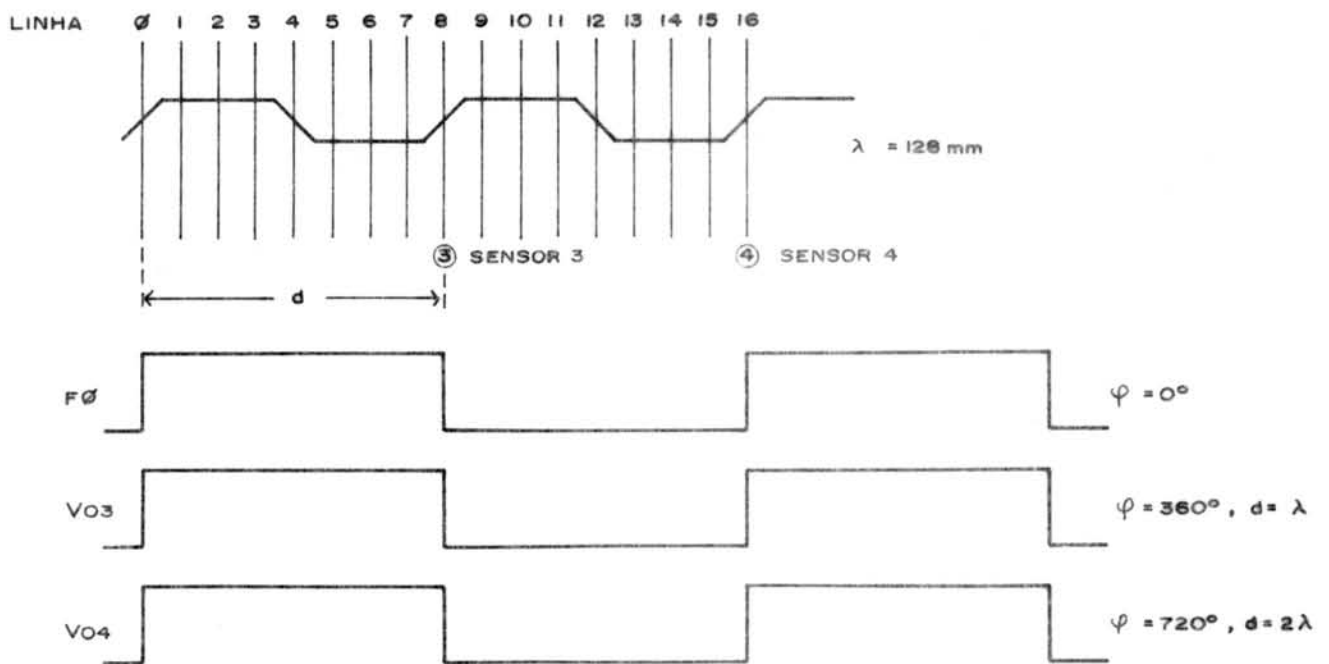 LINHA Ø 1 2 3 4 5 6 7 8 9 10 11 12 13 14 15 16
λ = 128 mm
③ SENSOR 3 ④ SENSOR 4
d
FØ φ = 0°
VO3 φ = 360° , d = λ
VO4 φ = 720° , d = 2λ